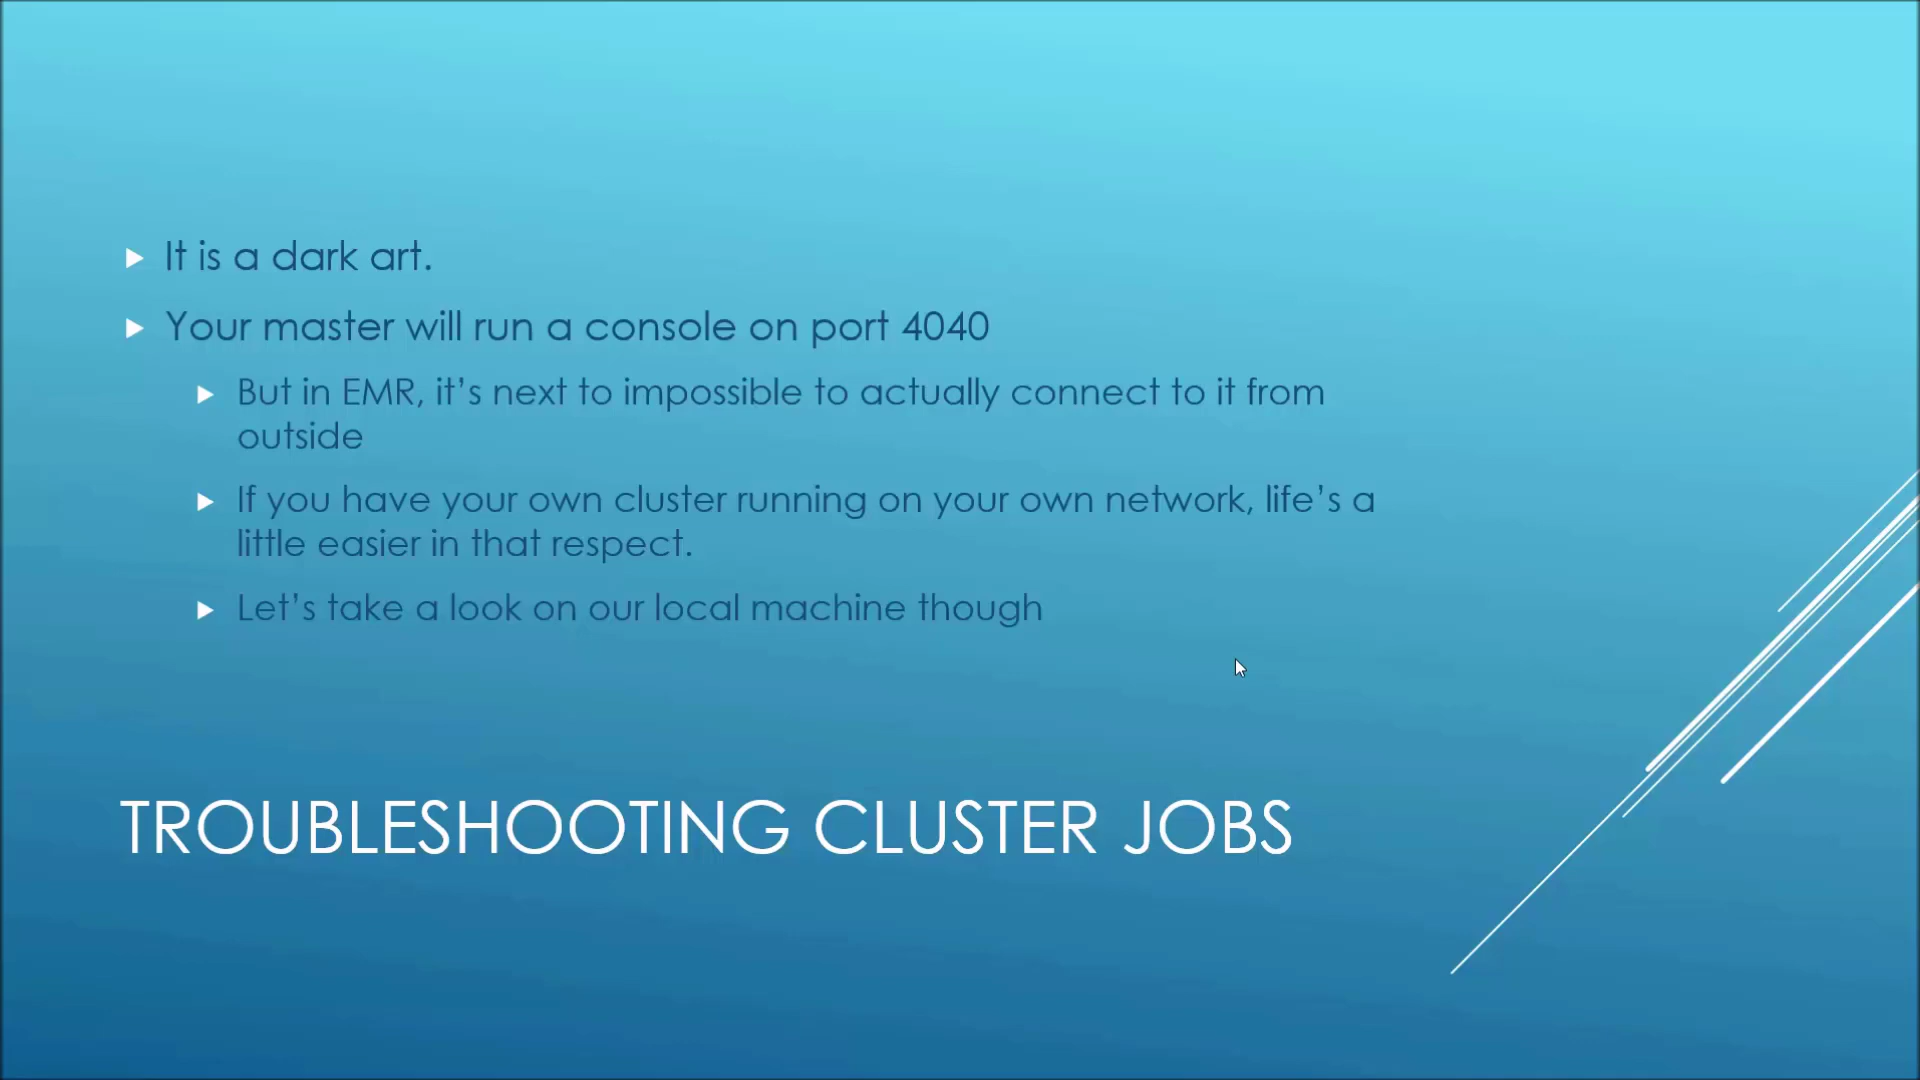 It is a dark art.
Your master will run a console on port 4040
But in EMR, it’s next to impossible to actually connect to it from
outside
If you have your own cluster running on your own network, life’s a
little easier in that respect.
Let’s take a look on our local machine though
TROUBLESHOOTING CLUSTER JOBS